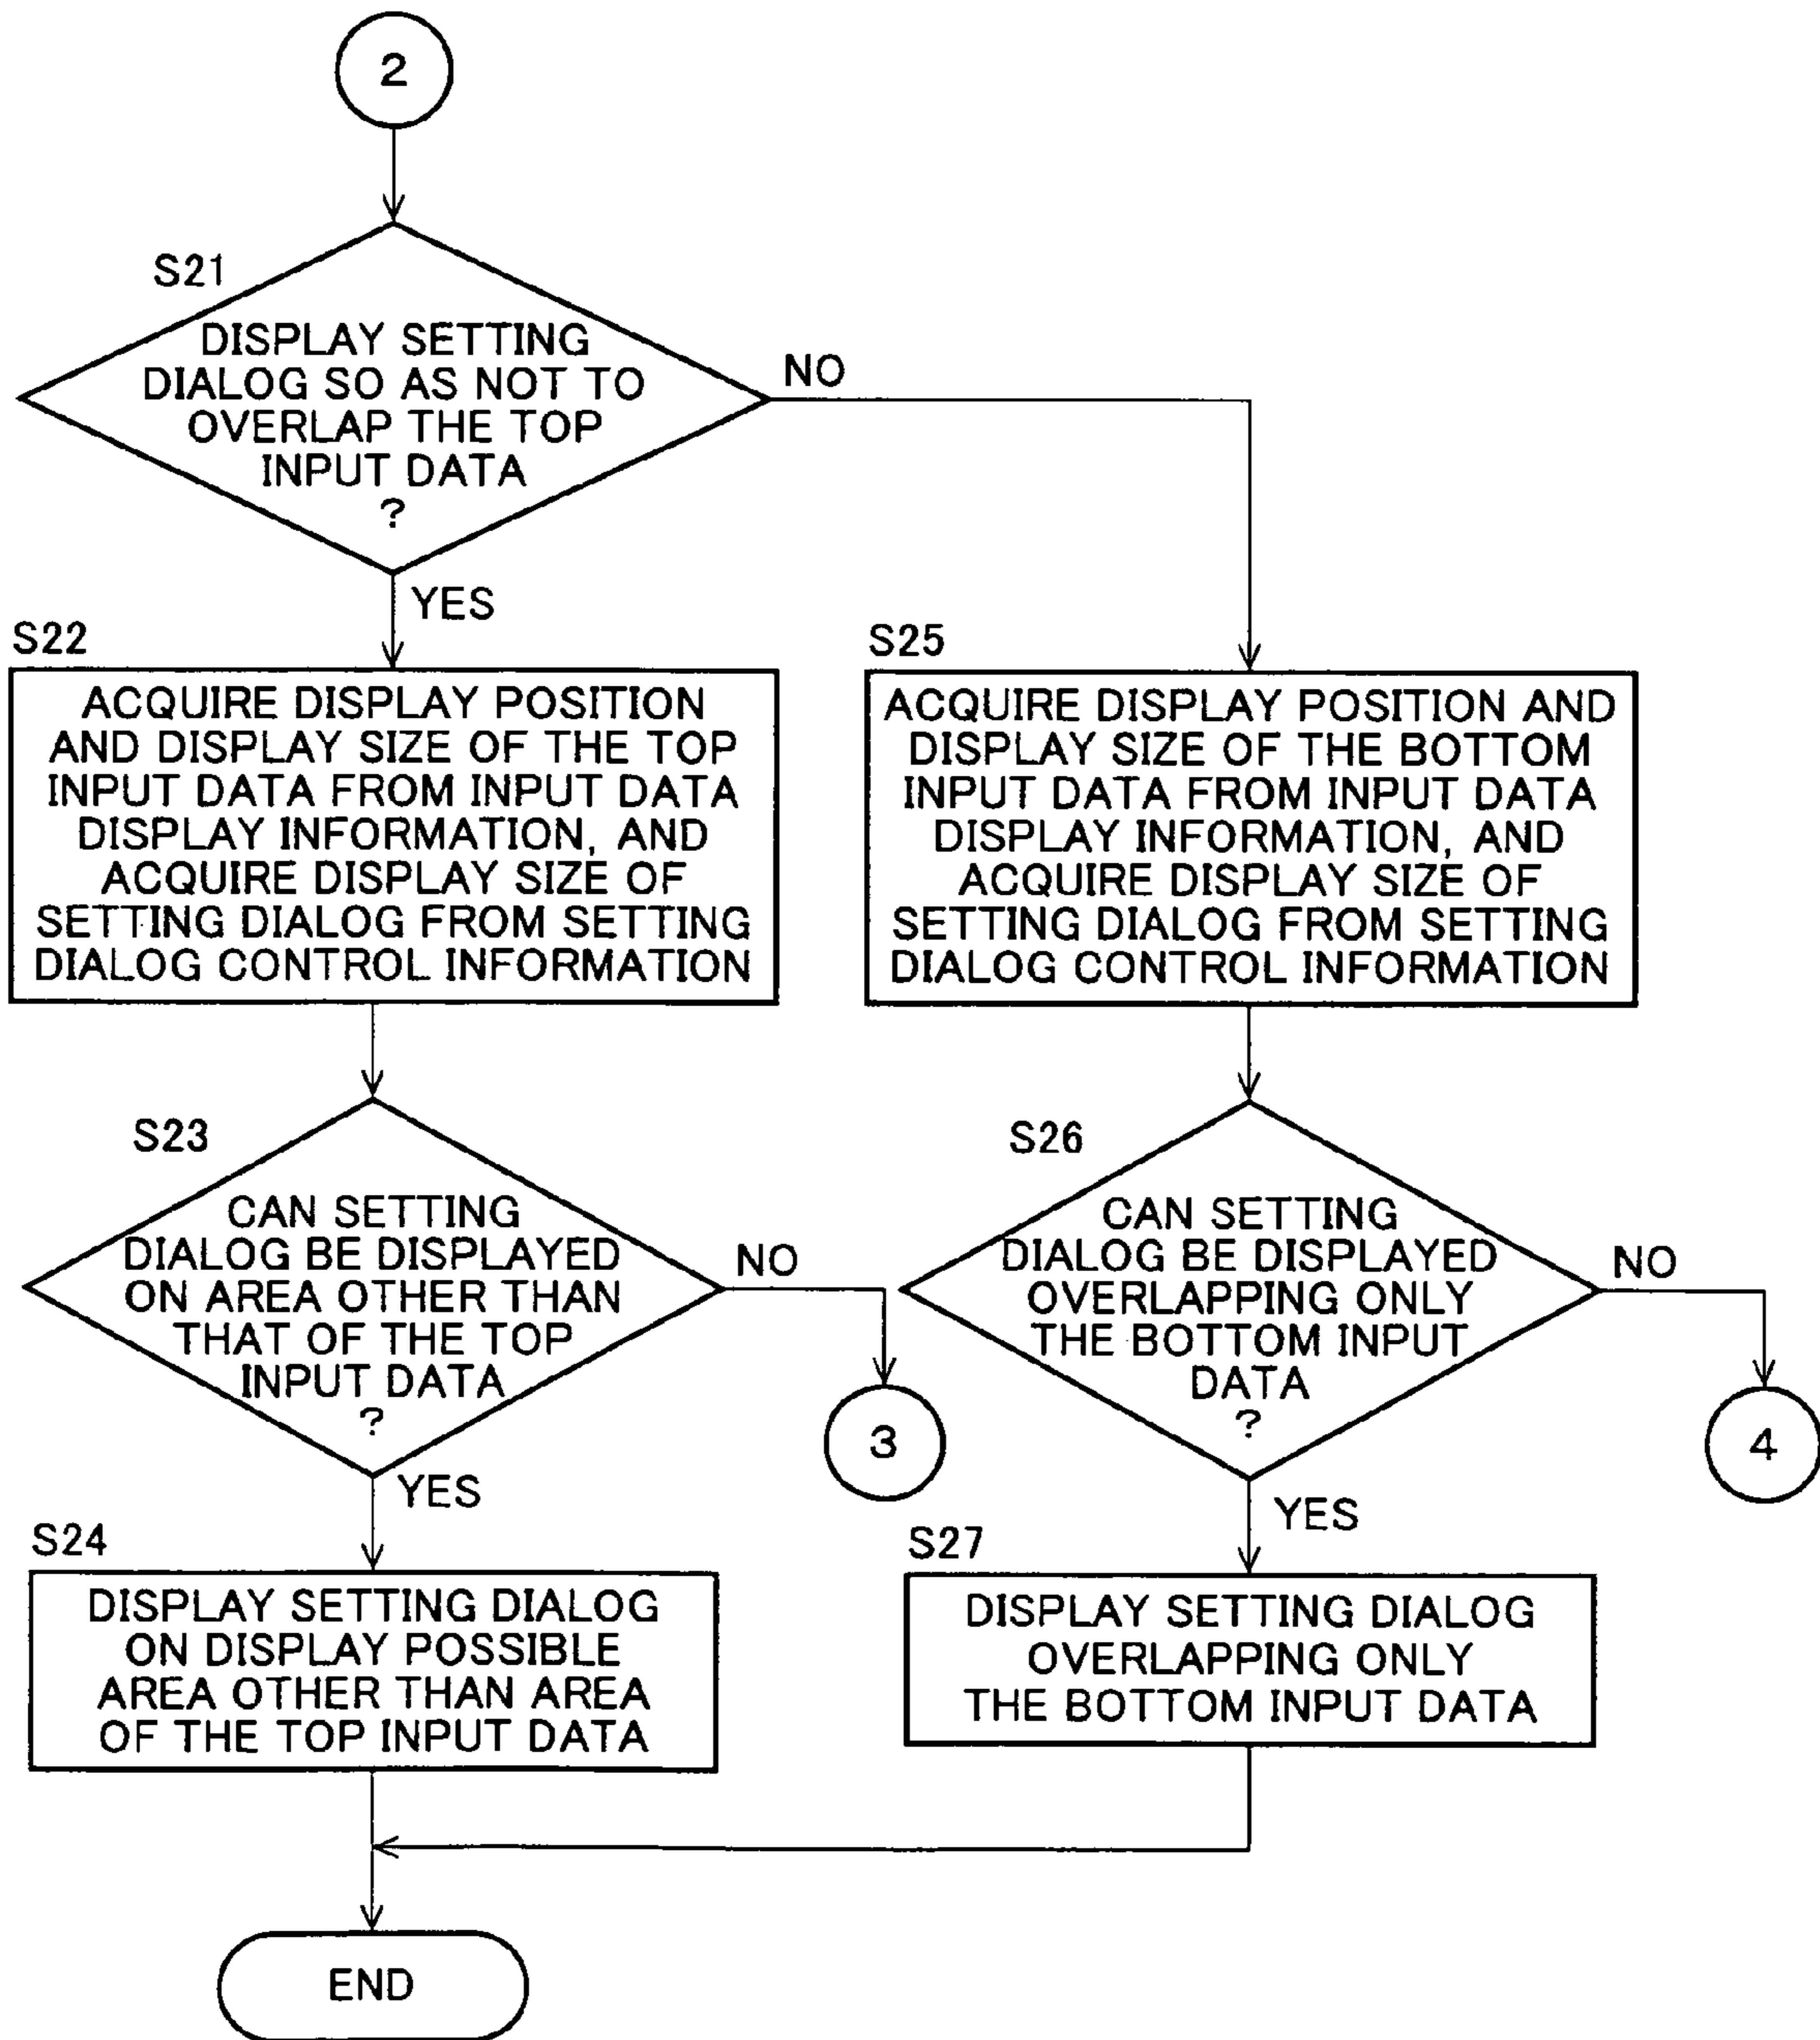 2
S21
DISPLAY SETTING
DIALOG SO AS NOT TO
OVERLAP THE TOP
INPUT DATA
?
NO
YES
S22
ACQUIRE DISPLAY POSITION
AND DISPLAY SIZE OF THE TOP
INPUT DATA FROM INPUT DATA
DISPLAY INFORMATION, AND
ACQUIRE DISPLAY SIZE OF
SETTING DIALOG FROM SETTING
DIALOG CONTROL INFORMATION
S25
ACQUIRE DISPLAY POSITION AND
DISPLAY SIZE OF THE BOTTOM
INPUT DATA FROM INPUT DATA
DISPLAY INFORMATION, AND
ACQUIRE DISPLAY SIZE OF
SETTING DIALOG FROM SETTING
DIALOG CONTROL INFORMATION
S23
CAN SETTING
DIALOG BE DISPLAYED
ON AREA OTHER THAN
THAT OF THE TOP
INPUT DATA
?
NO
3
YES
S26
CAN SETTING
DIALOG BE DISPLAYED
OVERLAPPING ONLY
THE BOTTOM INPUT
DATA
?
NO
4
YES
S24
DISPLAY SETTING DIALOG
ON DISPLAY POSSIBLE
AREA OTHER THAN AREA
OF THE TOP INPUT DATA
S27
DISPLAY SETTING DIALOG
OVERLAPPING ONLY
THE BOTTOM INPUT DATA
END